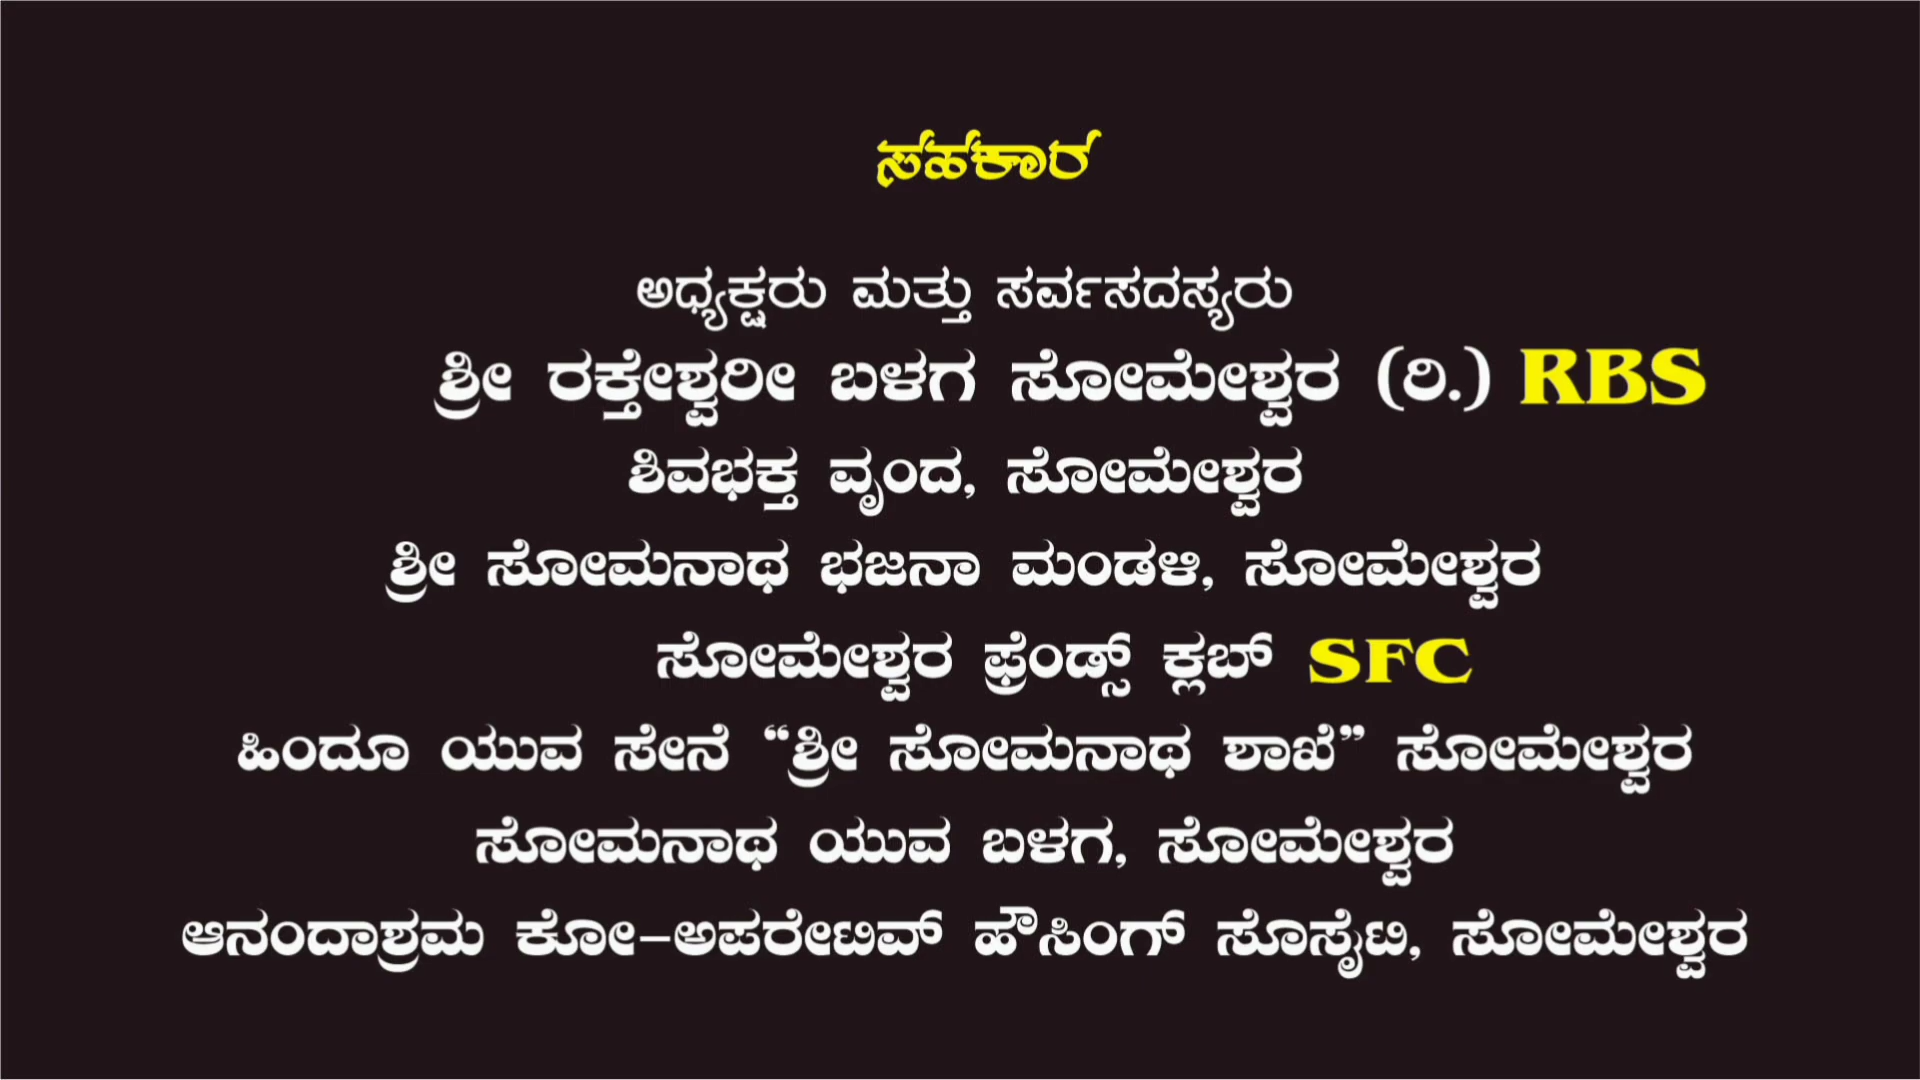 ಸಹಕಾರ
ಅಧ್ಯಕ್ಷರು ಮತ್ತು ಸರ್ವಸದಸ್ಯರು
ಶ್ರೀ ರಕ್ತೇಶ್ವರೀ ಬಳಗ ಸೋಮೇಶ್ವರ (ರಿ.) RBS
ಶಿವಭಕ್ತ ವೃಂದ, ಸೋಮೇಶ್ವರ
ಶ್ರೀ ಸೋಮನಾಥ ಭಜನಾ ಮಂಡಳಿ, ಸೋಮೇಶ್ವರ
ಸೋಮೇಶ್ವರ ಫ್ರೆಂಡ್ಸ್ ಕ್ಲಬ್ SFC
ಹಿಂದೂ ಯುವ ಸೇನೆ “ಶ್ರೀ ಸೋಮನಾಥ ಶಾಖೆ” ಸೋಮೇಶ್ವರ
ಸೋಮನಾಥ ಯುವ ಬಳಗ, ಸೋಮೇಶ್ವರ
ಆನಂದಾಶ್ರಮ ಕೋ-ಅಪರೇಟಿವ್ ಹೌಸಿಂಗ್ ಸೊಸೈಟಿ, ಸೋಮೇಶ್ವರ